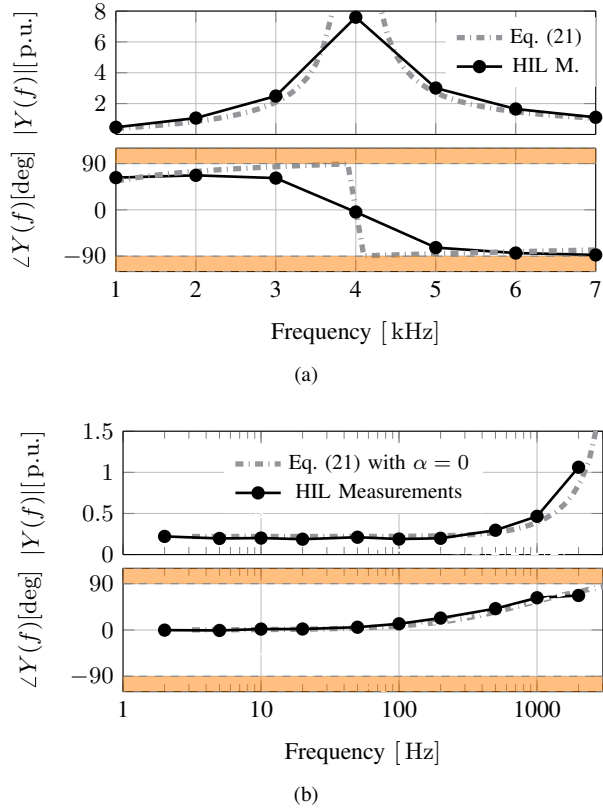 8
6
4
2
|Y(f)|[p.u.]
Eq. (21)
HIL M.
90
0
−90
∠Y(f)[deg]
1 2 3 4 5 6 7
Frequency [kHz]
(a)
1.5
1
0.5
0
|Y(f)|[p.u.]
Eq. (21) with α = 0
HIL Measurements
90
0
−90
∠Y(f)[deg]
1 10 100 1000
Frequency [Hz]
(b)